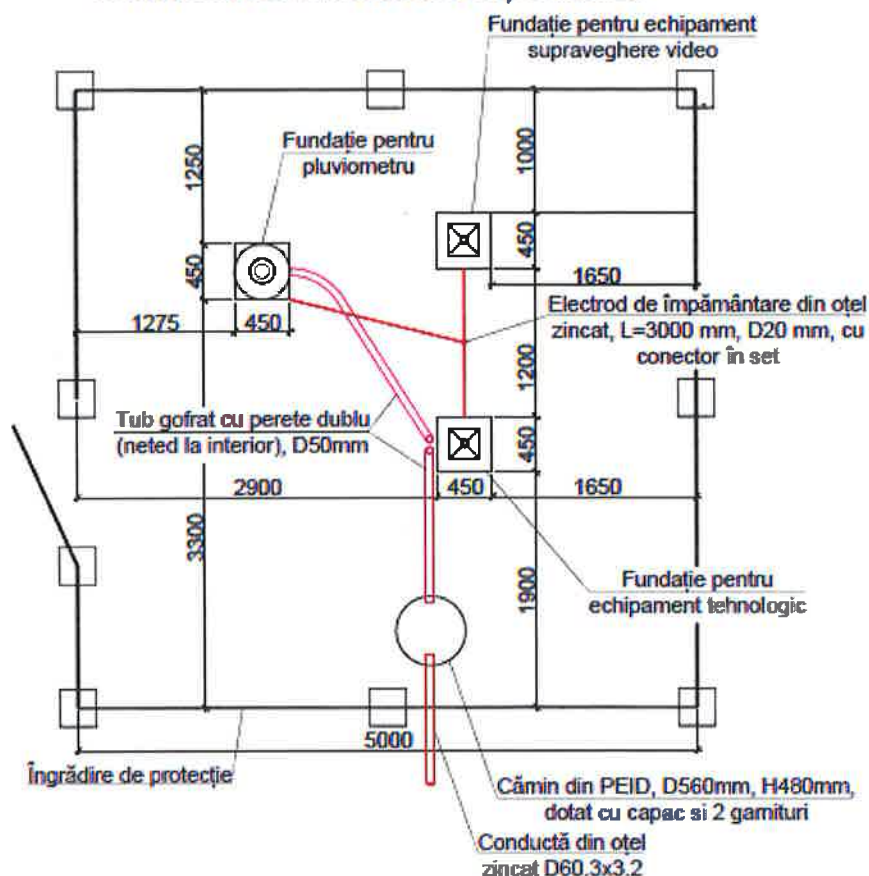 Fundație pentru echipament
supraveghere video
Fundație pentru
pluviometru
1250
1000
450
450
1650
1275
450
Electrod de împământare din oțel
zincat, L=3000 mm, D20 mm, cu
conector în set
1200
Tub gofrat cu perete dublu
(neted la interior), D50mm
450
2900
450
1650
3300
1900
Fundație pentru
echipament tehnologic
5000
Îngrădire de protecție
Cămin din PEID, D560mm, H480mm,
dotat cu capac si 2 garnituri
Conductă din oțel
zincat D60.3x3.2